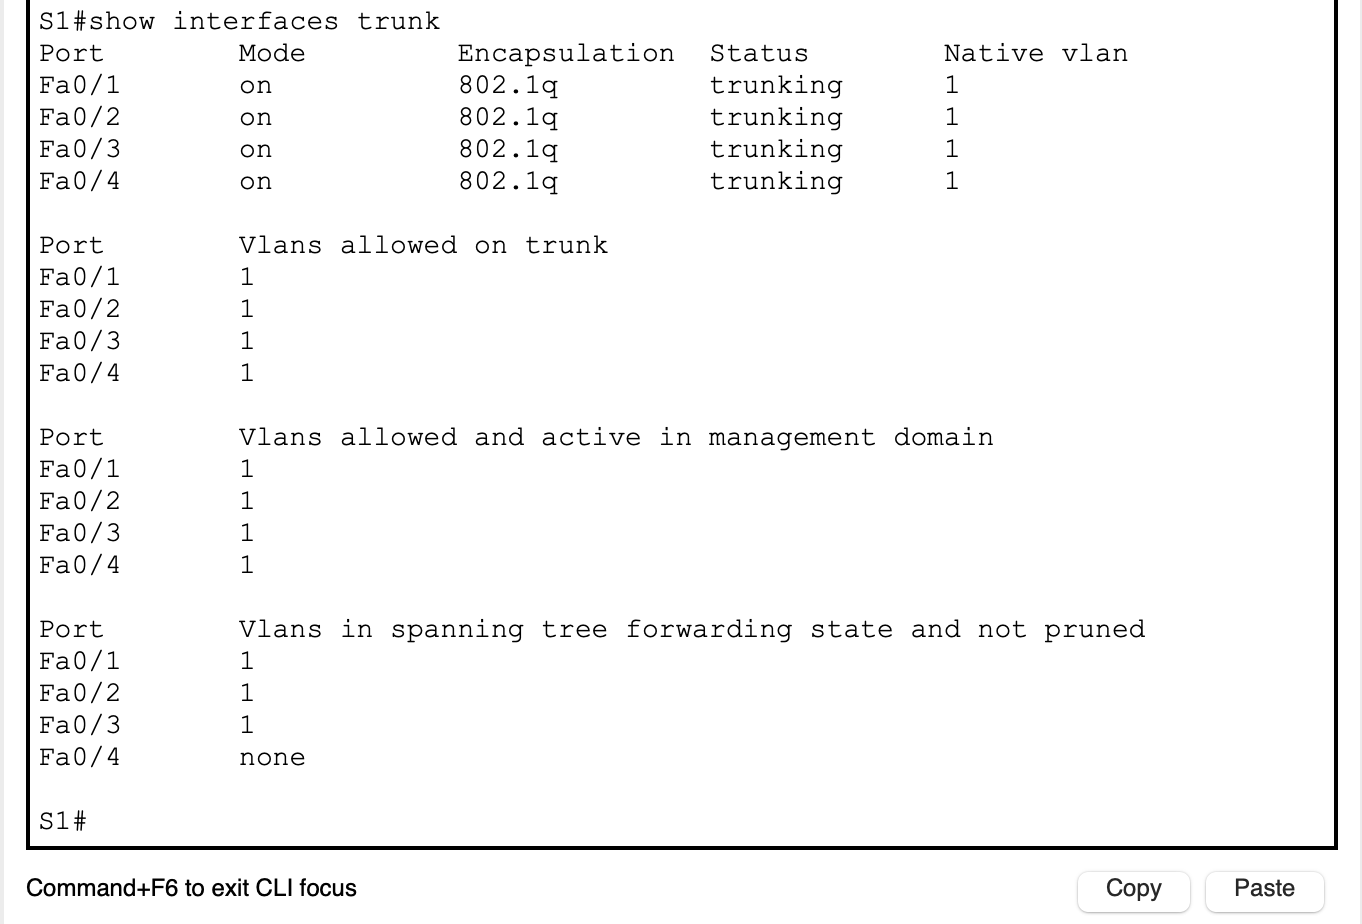 S1#show interfaces trunk
Port Mode Encapsulation Status Native vlan
Fa0/1 on 802.1q trunking 1
Fa0/2 on 802.1q trunking 1
Fa0/3 on 802.1q trunking 1
Fa0/4 on 802.1q trunking 1
Port Vlans allowed on trunk
Fa0/1 1
Fa0/2 1
Fa0/3 1
Fa0/4 1
Port Vlans allowed and active in management domain
Fa0/1 1
Fa0/2 1
Fa0/3 1
Fa0/4 1
Port Vlans in spanning tree forwarding state and not pruned
Fa0/1 1
Fa0/2 1
Fa0/3 1
Fa0/4 none
S1#
Command+F6 to exit CLI focus Copy Paste